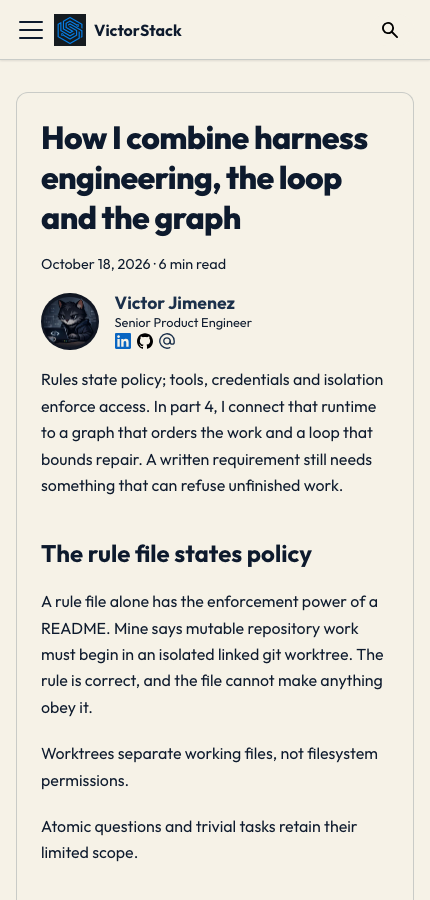 VictorStack
How I combine harness
engineering, the loop
and the graph
October 18, 2026 · 6 min read
Victor Jimenez
Senior Product Engineer
Rules state policy; tools, credentials and isolation
enforce access. In part 4, I connect that runtime
to a graph that orders the work and a loop that
bounds repair. A written requirement still needs
something that can refuse unfinished work.
The rule file states policy
A rule file alone has the enforcement power of a
README. Mine says mutable repository work
must begin in an isolated linked git worktree. The
rule is correct, and the file cannot make anything
obey it.
Worktrees separate working files, not filesystem
permissions.
Atomic questions and trivial tasks retain their
limited scope.